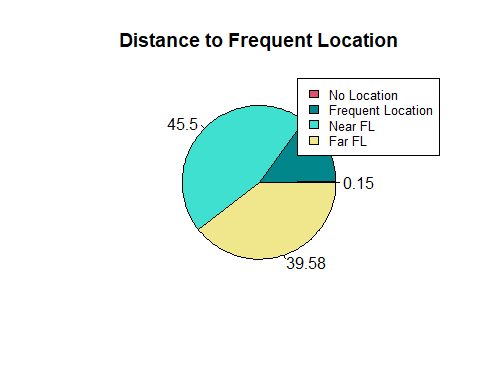 Distance to Frequent Location
No Location
Frequent Location
Near FL
Far FL
45.5
0.15
39.58